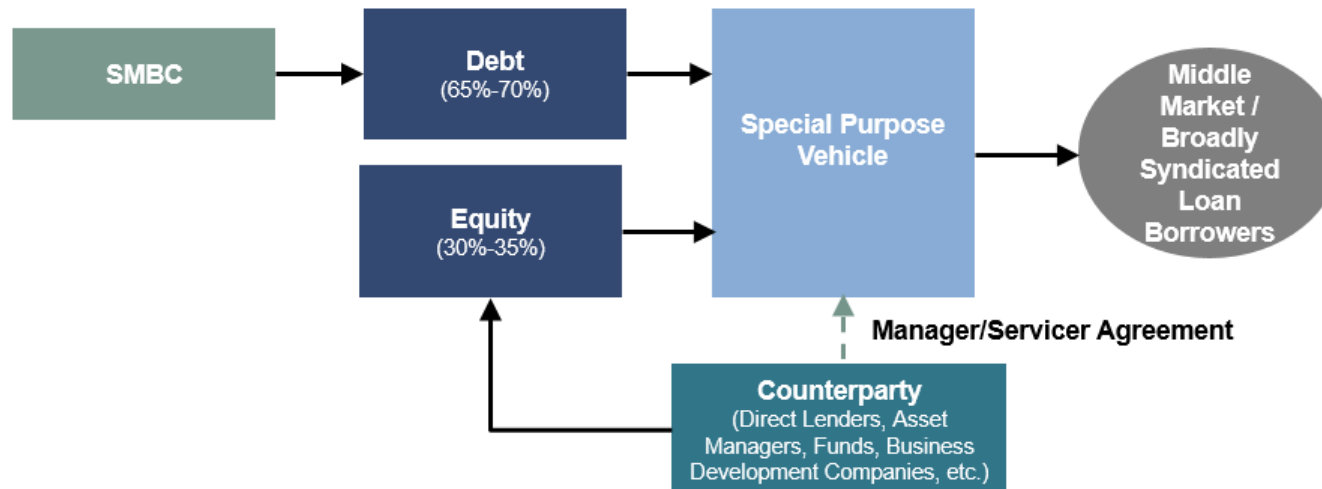 SMBC
Debt
(65%-70%)
Equity
(30%-35%)
Special Purpose
Vehicle
Middle
Market /
Broadly
Syndicated
Loan
Borrowers
Manager/Servicer Agreement
Counterparty
(Direct Lenders, Asset
Managers, Funds, Business
Development Companies, etc.)